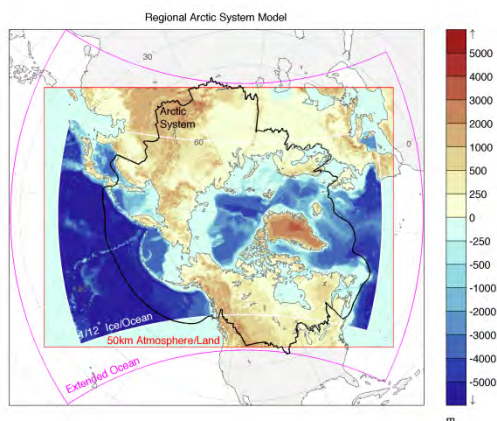 Regional Arctic System Model
30
Arctic
System
60
0
1/12° Ice/Ocean
50km Atmosphere/Land
Extended Ocean
↑
5000
4000
3000
2000
1000
500
250
0
-250
-500
-1000
-2000
-3000
-4000
-5000
↓
m